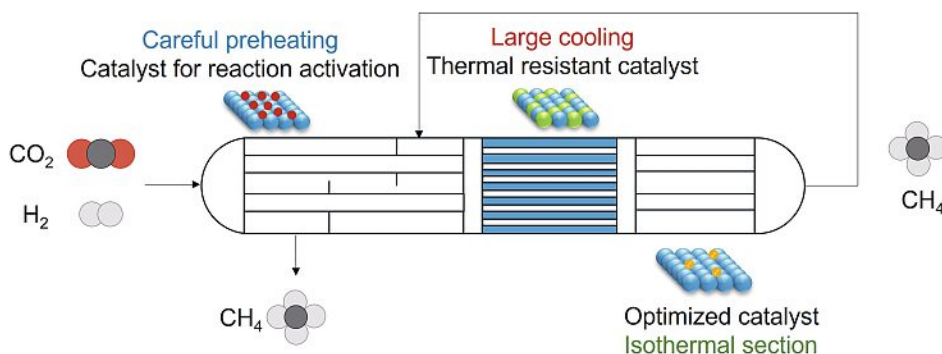 Careful preheating
Catalyst for reaction activation
Large cooling
Thermal resistant catalyst
CO₂
H₂
CH₄
CH₄
Optimized catalyst
Isothermal section